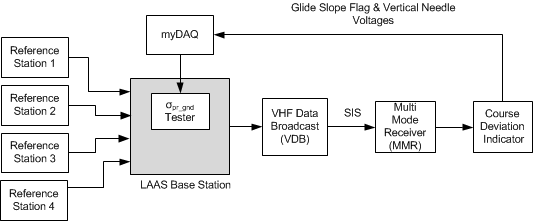 Glide Slope Flag & Vertical Needle
Voltages
myDAQ
Reference
Station 1
Reference
Station 2
Reference
Station 3
Reference
Station 4
σpr_gnd
Tester
LAAS Base Station
VHF Data
Broadcast
(VDB)
SIS
Multi
Mode
Receiver
(MMR)
Course
Deviation
Indicator